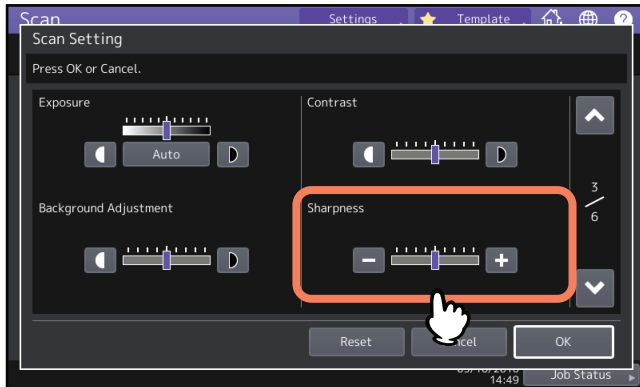 Scan
Settings
Template
?
Scan Setting
Press OK or Cancel.
Exposure
Auto
Contrast
Background Adjustment
Sharpness
3
6
Reset
OK
14:49
Job Status